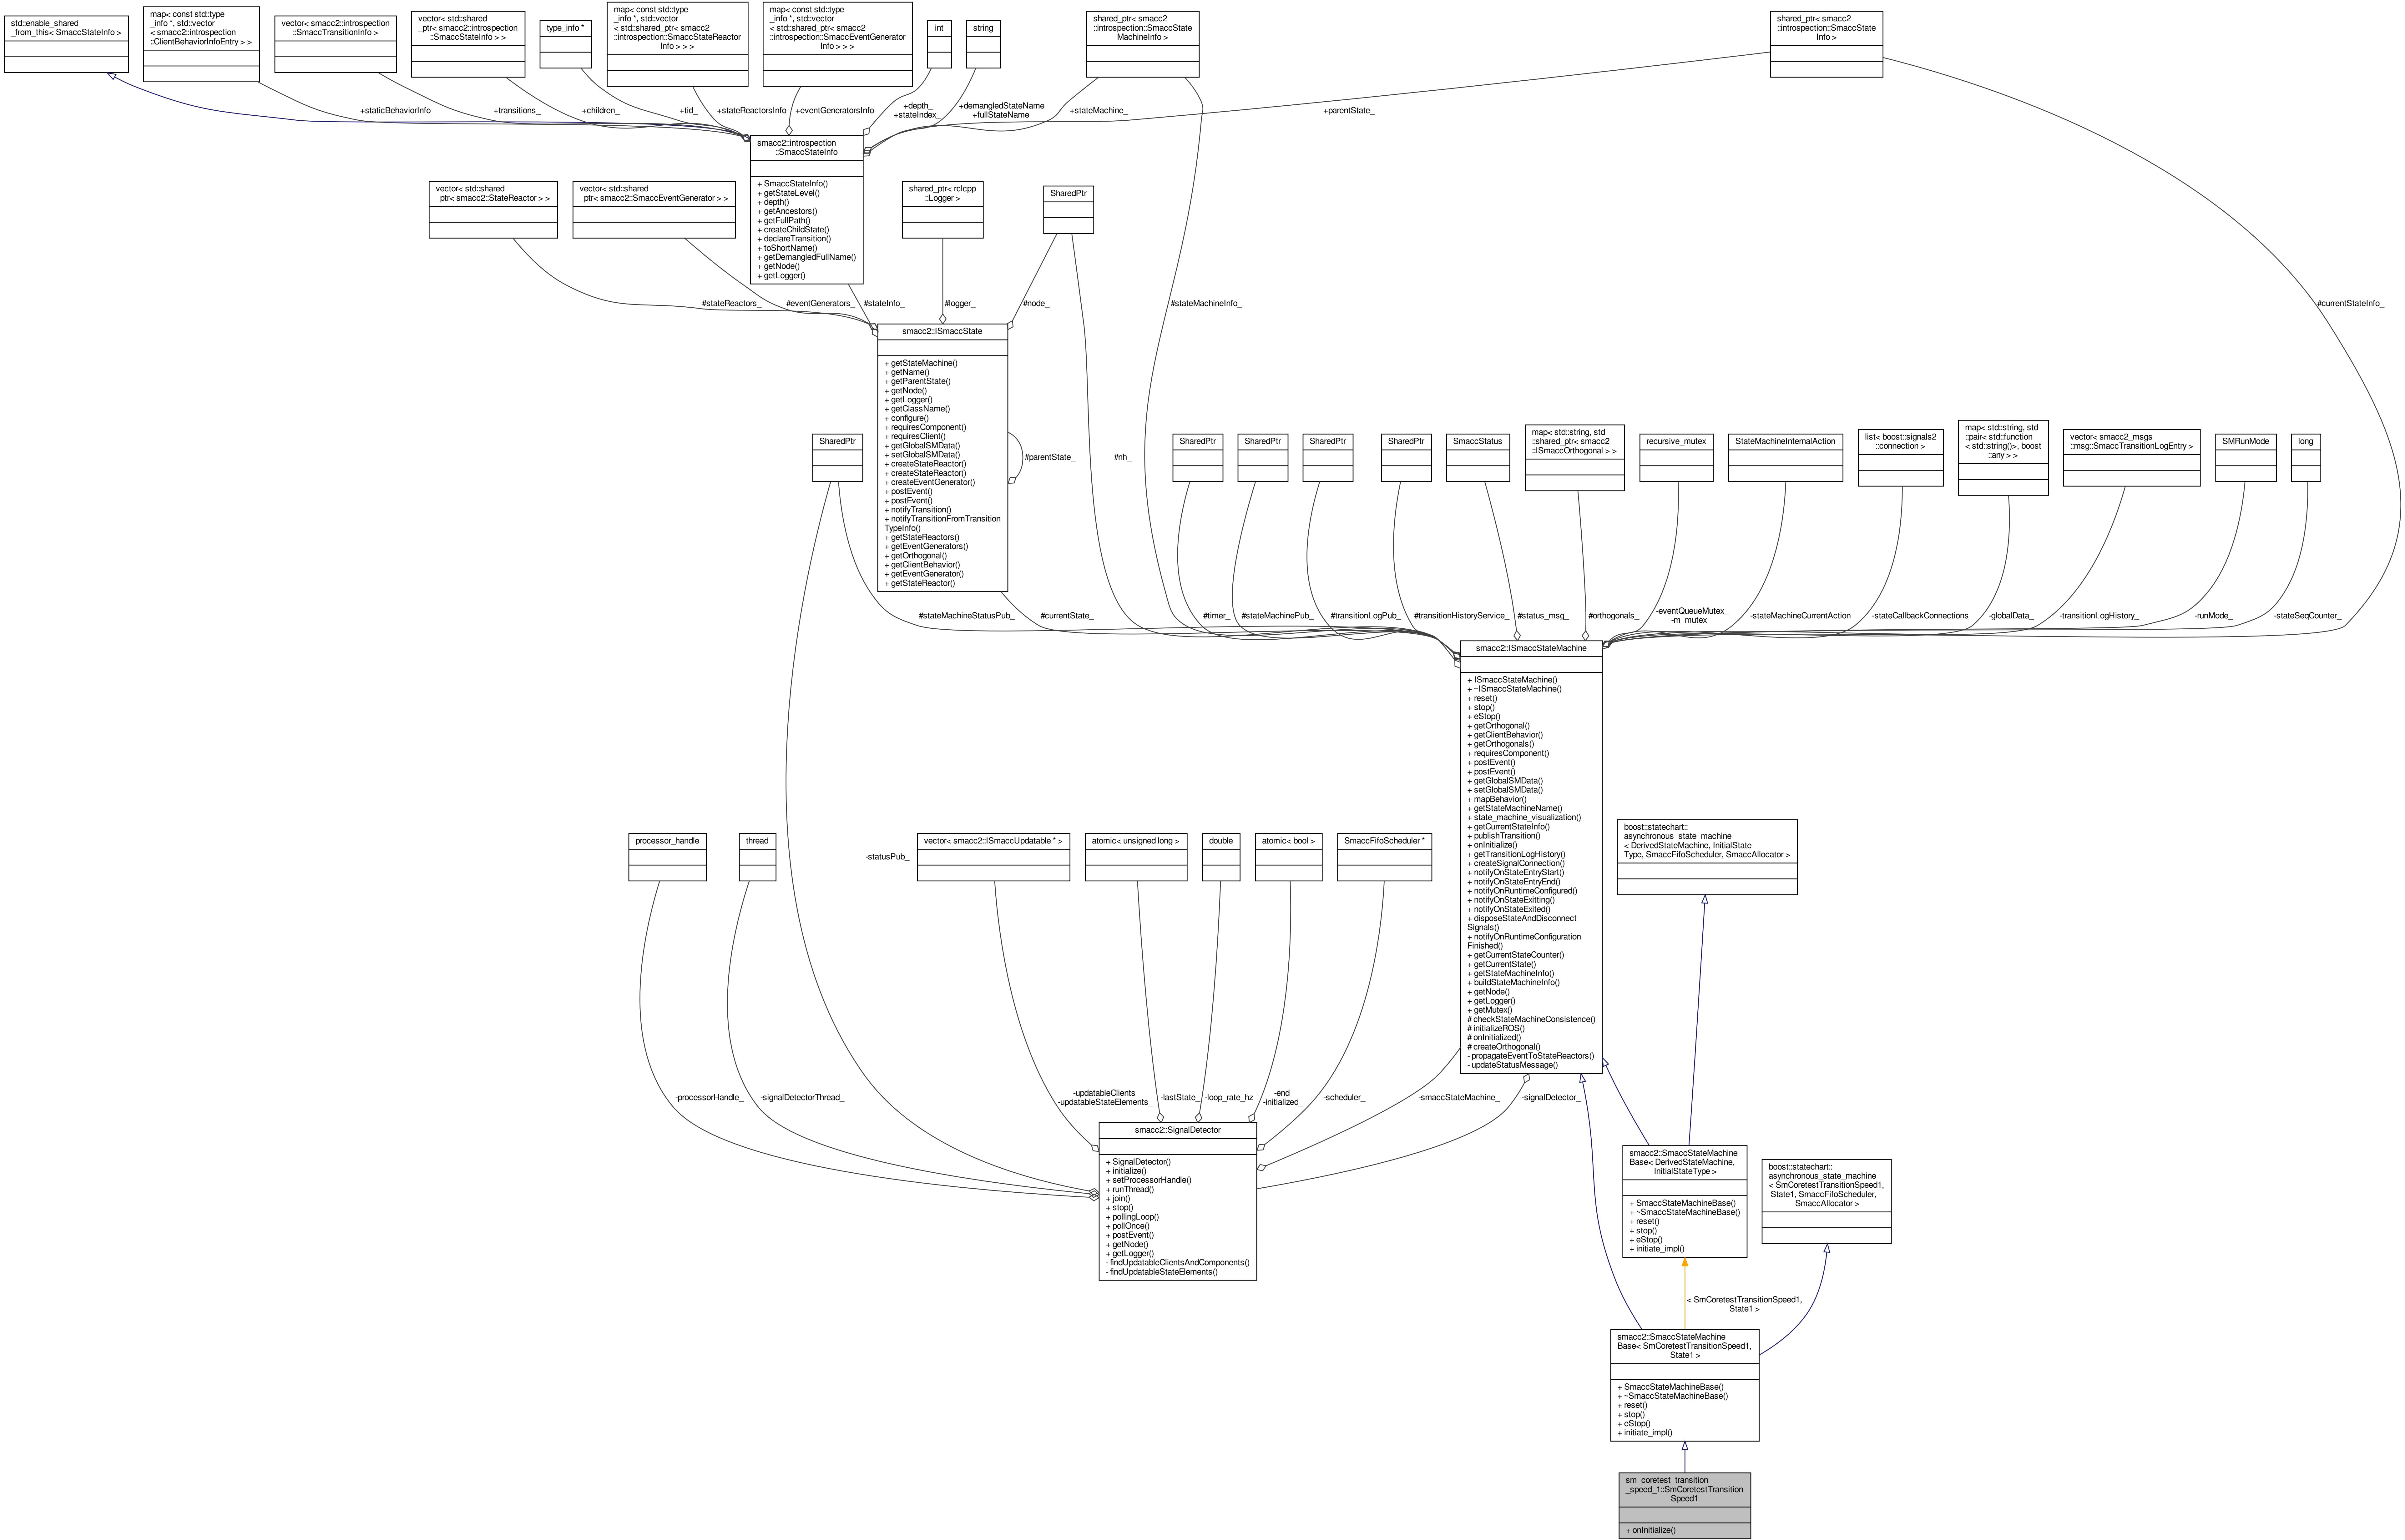 std::enable_shared
_from_this< SmaccStateInfo >
map< const std::type
_info *, std::vector
< smacc2::introspection
::ClientBehaviorInfoEntry > >
vector< smacc2::introspection
::SmaccTransitionInfo >
vector< std::shared
_ptr< smacc2::introspection
::SmaccStateInfo > >
type_info *
map< const std::type
_info *, std::vector
< std::shared_ptr< smacc2
::introspection::SmaccStateReactor
Info > > >
map< const std::type
_info *, std::vector
< std::shared_ptr< smacc2
::introspection::SmaccEventGenerator
Info > > >
int
string
shared_ptr< smacc2
::introspection::SmaccState
MachineInfo >
shared_ptr< smacc2
::introspection::SmaccState
Info >
+staticBehaviorInfo
+transitions_
+children_
+tid_
+stateReactorsInfo
+eventGeneratorsInfo
+depth_
+stateIndex_
+demangledStateName
+fullStateName
+stateMachine_
+parentState_
smacc2::introspection
::SmaccStateInfo
+ SmaccStateInfo()
+ getStateLevel()
+ depth()
+ getAncestors()
+ getFullPath()
+ createChildState()
+ declareTransition()
+ toShortName()
+ getDemangledFullName()
+ getNode()
+ getLogger()
vector< std::shared
_ptr< smacc2::StateReactor > >
vector< std::shared
_ptr< smacc2::SmaccEventGenerator > >
shared_ptr< rclcpp
::Logger >
SharedPtr
#stateReactors_
#eventGenerators_
#stateInfo_
#logger_
#node_
#stateMachineInfo_
#currentStateInfo_
smacc2::ISmaccState
+ getStateMachine()
+ getName()
+ getParentState()
+ getNode()
+ getLogger()
+ getClassName()
+ configure()
+ requiresComponent()
+ requiresClient()
+ getGlobalSMData()
+ setGlobalSMData()
+ createStateReactor()
+ createStateReactor()
+ createEventGenerator()
+ postEvent()
+ postEvent()
+ notifyTransition()
+ notifyTransitionFromTransition
TypeInfo()
+ getStateReactors()
+ getEventGenerators()
+ getOrthogonal()
+ getClientBehavior()
+ getEventGenerator()
+ getStateReactor()
#parentState_
#nh_
SharedPtr
SharedPtr
SharedPtr
SharedPtr
SharedPtr
SmaccStatus
map< std::string, std
::shared_ptr< smacc2
::ISmaccOrthogonal > >
recursive_mutex
StateMachineInternalAction
list< boost::signals2
::connection >
map< std::string, std
::pair< std::function
< std::string()>, boost
::any > >
vector< smacc2_msgs
::msg::SmaccTransitionLogEntry >
SMRunMode
long
#stateMachineStatusPub_
#currentState_
#timer_
#stateMachinePub_
#transitionLogPub_
#transitionHistoryService_
#status_msg_
#orthogonals_
-eventQueueMutex_
-m_mutex_
-stateMachineCurrentAction
-stateCallbackConnections
-globalData_
-transitionLogHistory_
-runMode_
-stateSeqCounter_
smacc2::ISmaccStateMachine
+ ISmaccStateMachine()
+ ~ISmaccStateMachine()
+ reset()
+ stop()
+ eStop()
+ getOrthogonal()
+ getClientBehavior()
+ getOrthogonals()
+ requiresComponent()
+ postEvent()
+ postEvent()
+ getGlobalSMData()
+ setGlobalSMData()
+ mapBehavior()
+ getStateMachineName()
+ state_machine_visualization()
+ getCurrentStateInfo()
+ publishTransition()
+ onInitialize()
+ getTransitionLogHistory()
+ createSignalConnection()
+ notifyOnStateEntryStart()
+ notifyOnStateEntryEnd()
+ notifyOnRuntimeConfigured()
+ notifyOnStateExitting()
+ notifyOnStateExited()
+ disposeStateAndDisconnect
Signals()
+ notifyOnRuntimeConfiguration
Finished()
+ getCurrentStateCounter()
+ getCurrentState()
+ getStateMachineInfo()
+ buildStateMachineInfo()
+ getNode()
+ getLogger()
+ getMutex()
# checkStateMachineConsistence()
# initializeROS()
# onInitialized()
# createOrthogonal()
- propagateEventToStateReactors()
- updateStatusMessage()
processor_handle
thread
-statusPub_
vector< smacc2::ISmaccUpdatable * >
atomic< unsigned long >
double
atomic< bool >
SmaccFifoScheduler *
boost::statechart::
asynchronous_state_machine
< DerivedStateMachine, InitialState
Type, SmaccFifoScheduler, SmaccAllocator >
-processorHandle_
-signalDetectorThread_
-updatableClients_
-updatableStateElements_
-lastState_
-loop_rate_hz
-end_
-initialized_
-scheduler_
-smaccStateMachine_
-signalDetector_
smacc2::SignalDetector
+ SignalDetector()
+ initialize()
+ setProcessorHandle()
+ runThread()
+ join()
+ stop()
+ pollingLoop()
+ pollOnce()
+ postEvent()
+ getNode()
+ getLogger()
- findUpdatableClientsAndComponents()
- findUpdatableStateElements()
smacc2::SmaccStateMachine
Base< DerivedStateMachine,
InitialStateType >
+ SmaccStateMachineBase()
+ ~SmaccStateMachineBase()
+ reset()
+ stop()
+ eStop()
+ initiate_impl()
boost::statechart::
asynchronous_state_machine
< SmCoretestTransitionSpeed1,
State1, SmaccFifoScheduler,
SmaccAllocator >
< SmCoretestTransitionSpeed1,
State1 >
smacc2::SmaccStateMachine
Base< SmCoretestTransitionSpeed1,
State1 >
+ SmaccStateMachineBase()
+ ~SmaccStateMachineBase()
+ reset()
+ stop()
+ eStop()
+ initiate_impl()
sm_coretest_transition
_speed_1::SmCoretestTransition
Speed1
+ onInitialize()